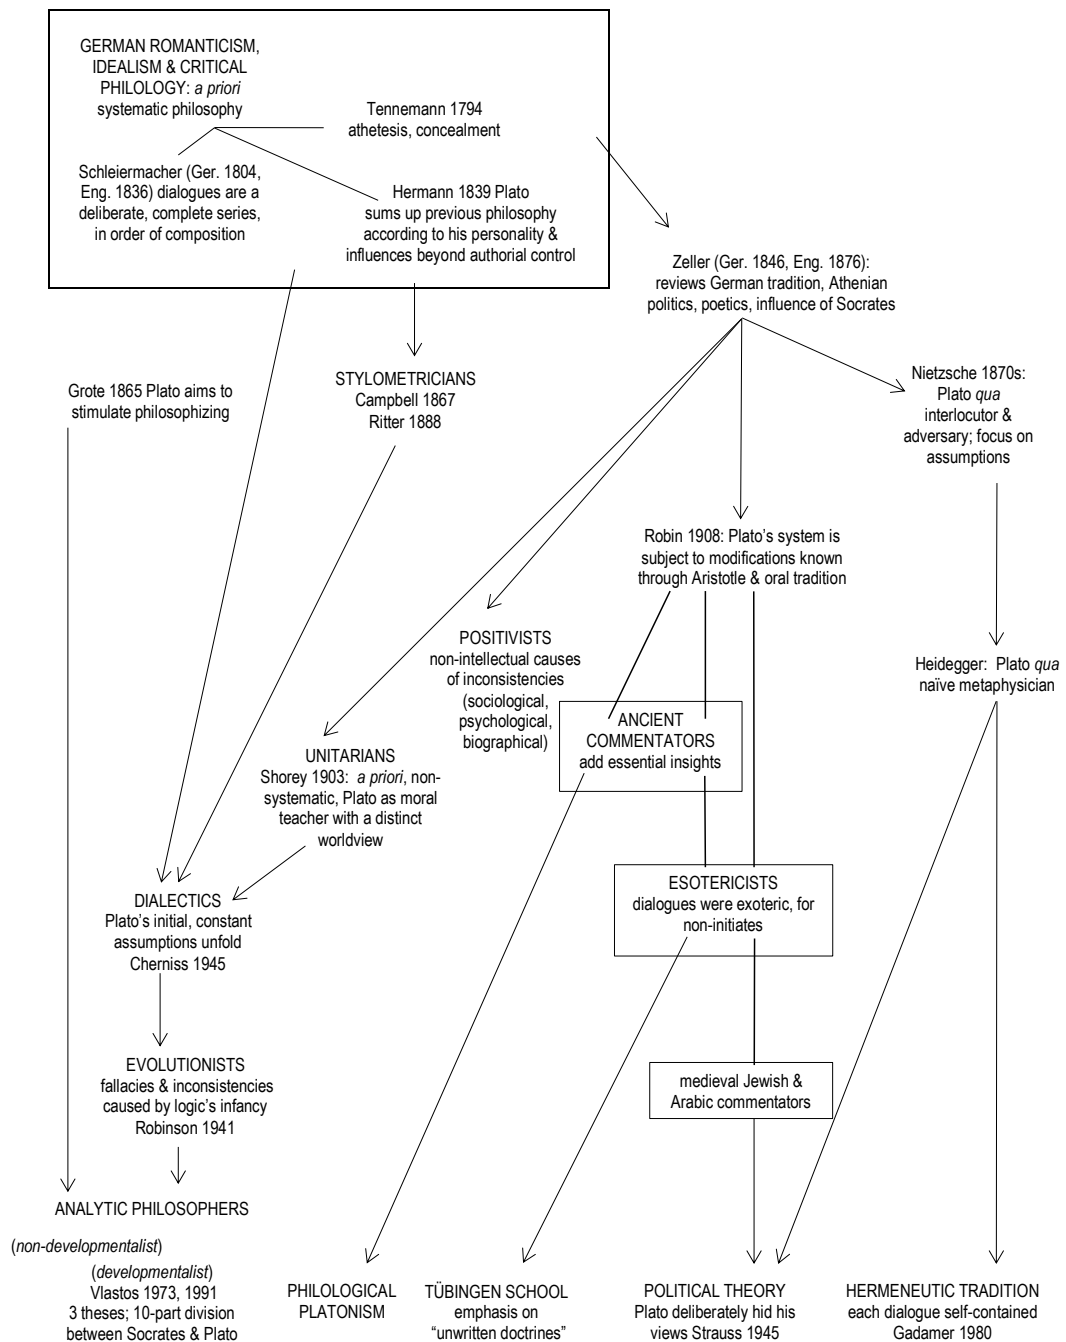 GERMAN ROMANTICISM,
IDEALISM & CRITICAL
PHILOLOGY: a priori
systematic philosophy
Tennemann 1794
athetesis, concealment
Schleiermacher (Ger. 1804,
Eng. 1836) dialogues are a
deliberate, complete series,
in order of composition
Hermann 1839 Plato
sums up previous philosophy
according to his personality &
influences beyond authorial control
Zeller (Ger. 1846, Eng. 1876):
reviews German tradition, Athenian
politics, poetics, influence of Socrates
Grote 1865 Plato aims to
stimulate philosophizing
STYLOMETRICIANS
Campbell 1867
Ritter 1888
Nietzsche 1870s:
Plato qua
interlocutor &
adversary; focus on
assumptions
Robin 1908: Plato’s system is
subject to modifications known
through Aristotle & oral tradition
POSITIVISTS
non-intellectual causes
of inconsistencies
(sociological,
psychological,
biographical)
Heidegger: Plato qua
naïve metaphysician
ANCIENT
COMMENTATORS
add essential insights
UNITARIANS
Shorey 1903: a priori, non-
systematic, Plato as moral
teacher with a distinct
worldview
ESOTERICISTS
dialogues were exoteric, for
non-initiates
DIALECTICS
Plato’s initial, constant
assumptions unfold
Cherniss 1945
EVOLUTIONISTS
fallacies & inconsistencies
caused by logic’s infancy
Robinson 1941
medieval Jewish &
Arabic commentators
ANALYTIC PHILOSOPHERS
(non-developmentalist)
(developmentalist)
Vlastos 1973, 1991
3 theses; 10-part division
between Socrates & Plato
PHILOLOGICAL
PLATONISM
TÜBINGEN SCHOOL
emphasis on
“unwritten doctrines”
POLITICAL THEORY
Plato deliberately hid his
views Strauss 1945
HERMENEUTIC TRADITION
each dialogue self-contained
Gadamer 1980